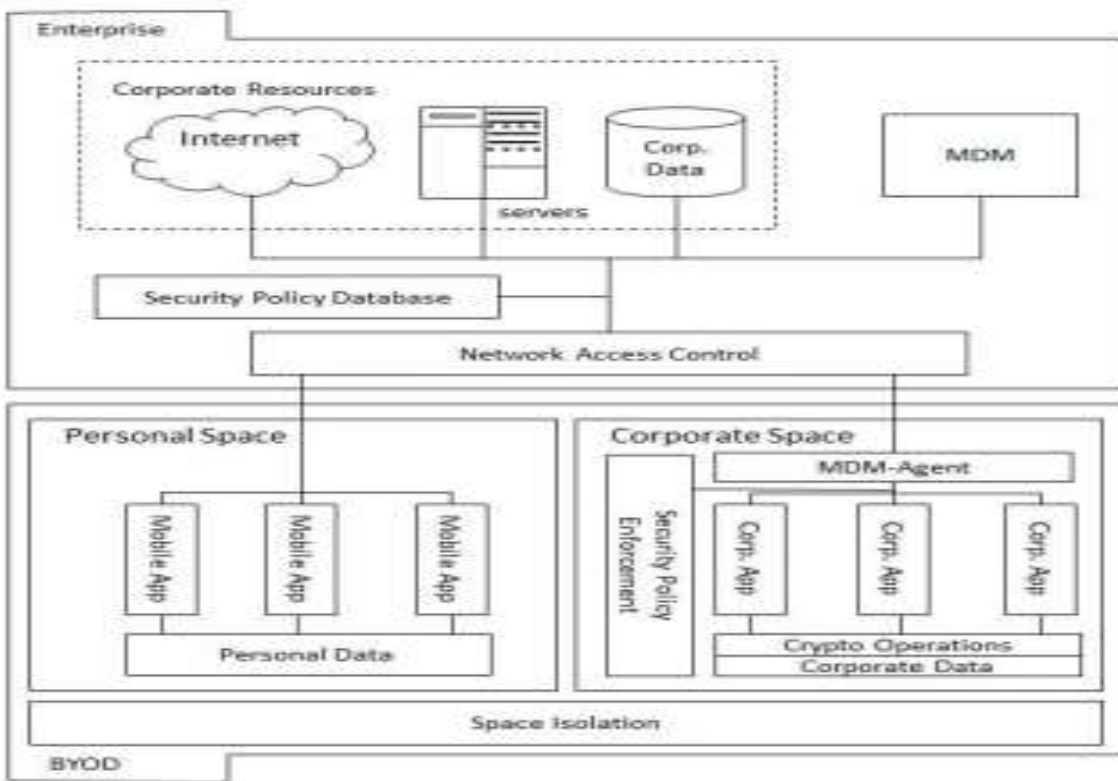 Enterprise
Corporate Resources
Internet
servers
Corp.
Data
MDM
Security Policy Database
Network Access Control
Personal Space
Mobile App
Mobile App
Mobile App
Personal Data
Corporate Space
MDM-Agent
Security Policy
Enforcement
Corp. App
Corp. App
Corp. App
Crypto Operations
Corporate Data
Space Isolation
BYOD